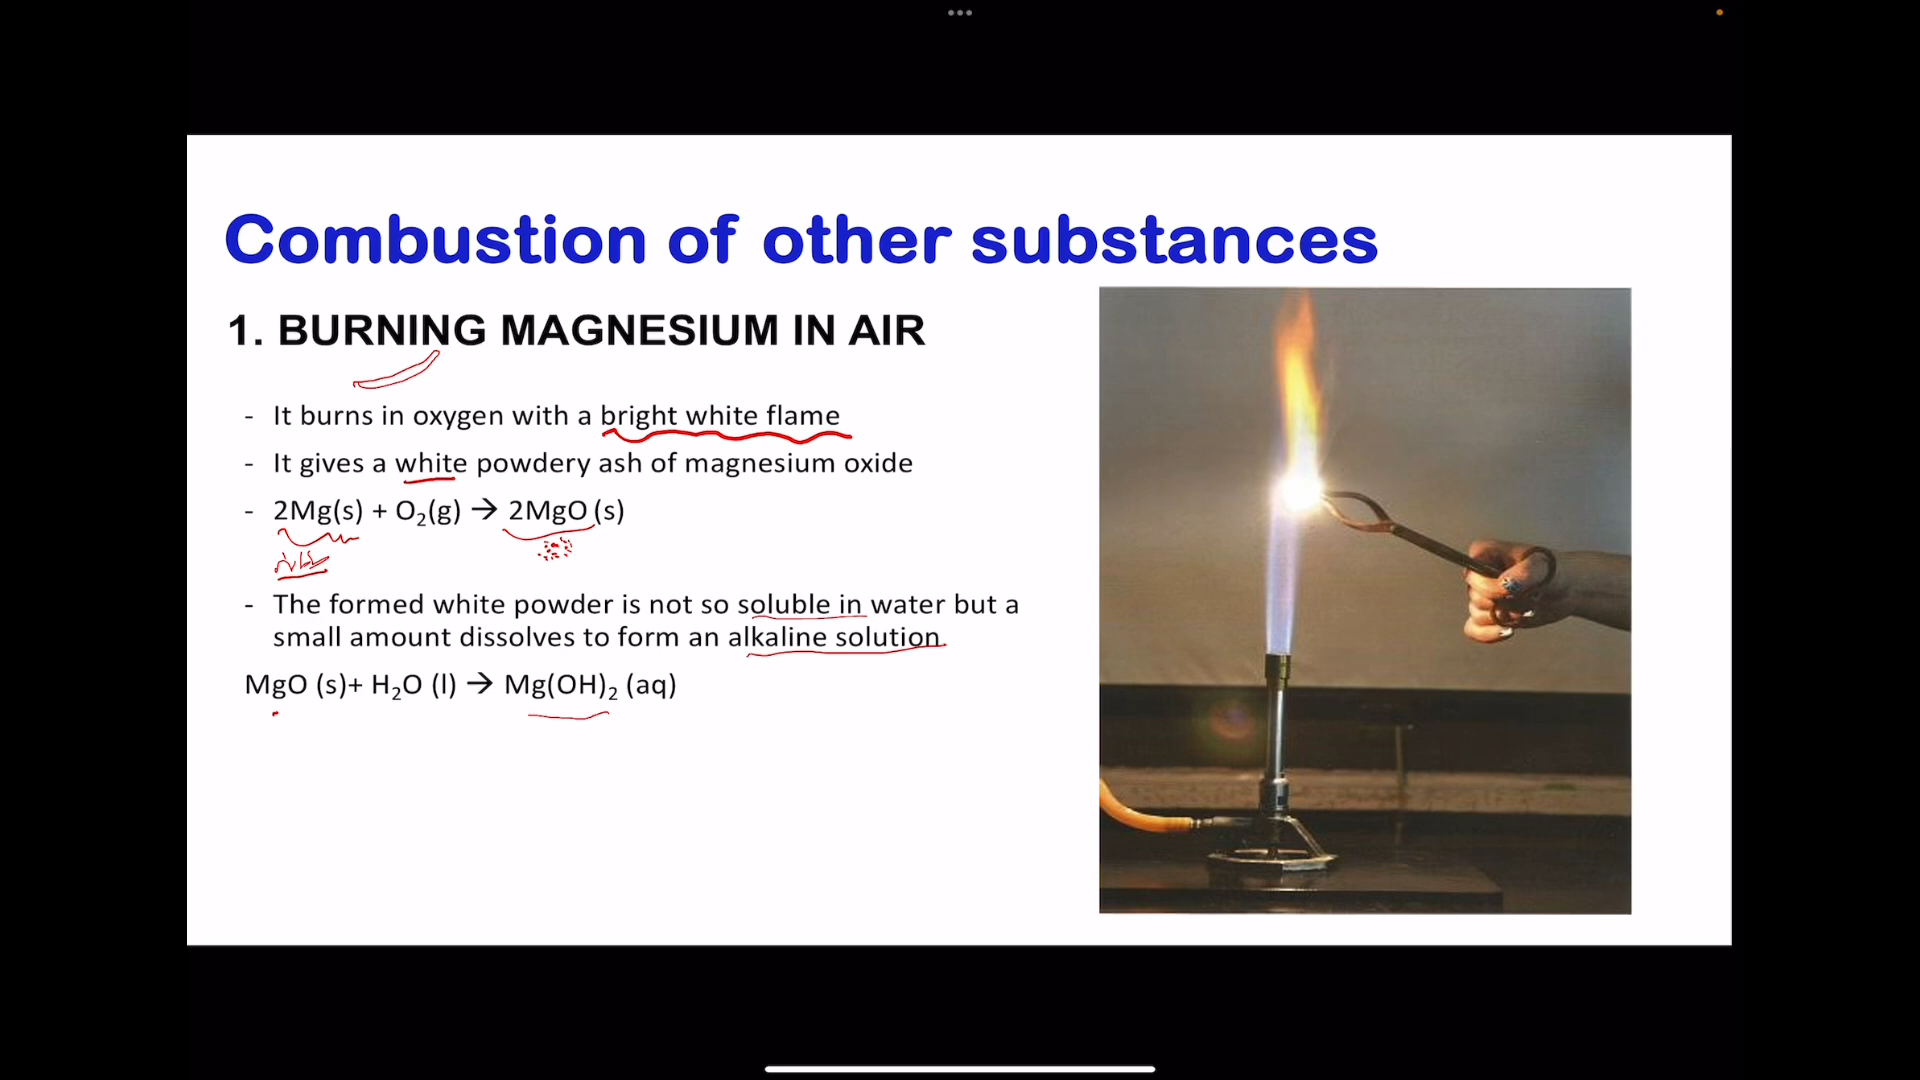 Combustion of other substances
1. BURNING MAGNESIUM IN AIR
- It burns in oxygen with a bright white flame
- It gives a white powdery ash of magnesium oxide
- 2Mg(s) + O₂(g) → 2MgO (s)
- The formed white powder is not so soluble in water but a
small amount dissolves to form an alkaline solution
MgO (s)+ H₂O (l) → Mg(OH)₂ (aq)